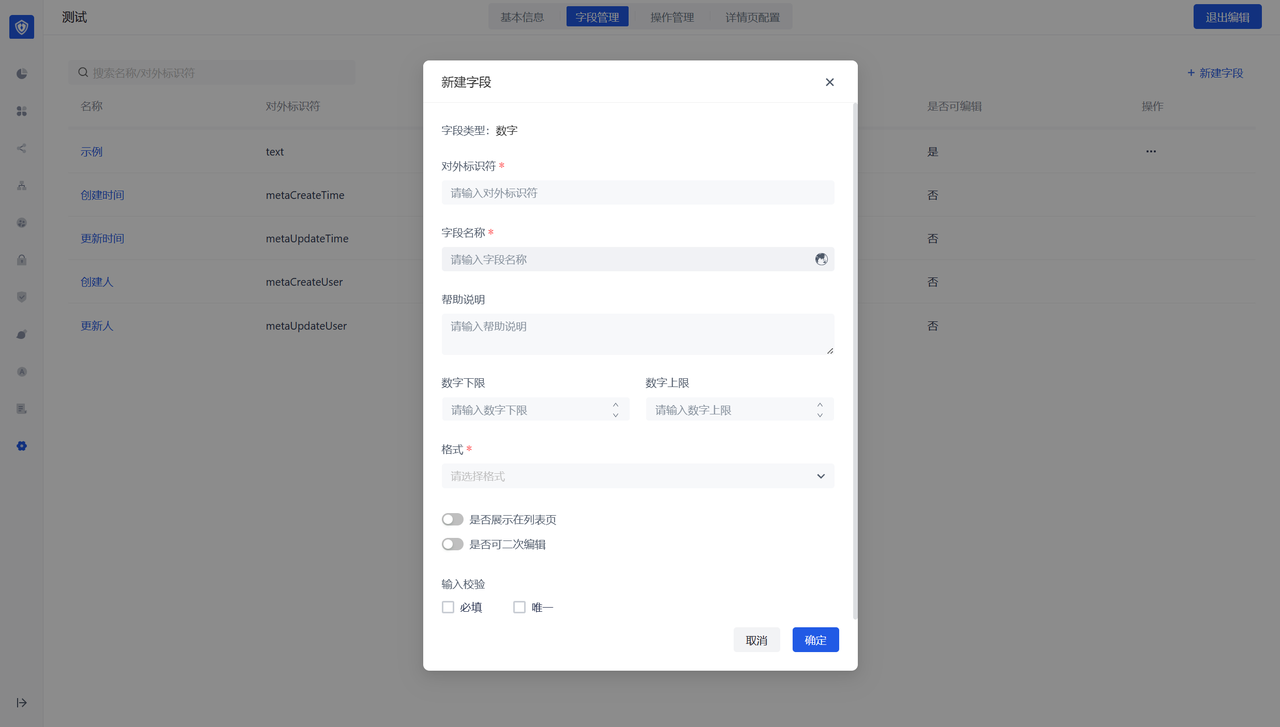 测试
基本信息 字段管理 操作管理 详情页配置
退出编辑
搜索名称/对外标识符
+ 新建字段
名称 对外标识符 是否可编辑 操作
示例 text 是 ...
创建时间 metaCreateTime 否
更新时间 metaUpdateTime 否
创建人 metaCreateUser 否
更新人 metaUpdateUser 否
新建字段
字段类型: 数字
对外标识符 *
请输入对外标识符
字段名称 *
请输入字段名称
帮助说明
请输入帮助说明
数字下限 数字上限
请输入数字下限 请输入数字上限
格式 *
请选择格式
是否展示在列表页
是否可二次编辑
输入校验
必填 唯一
取消 确定